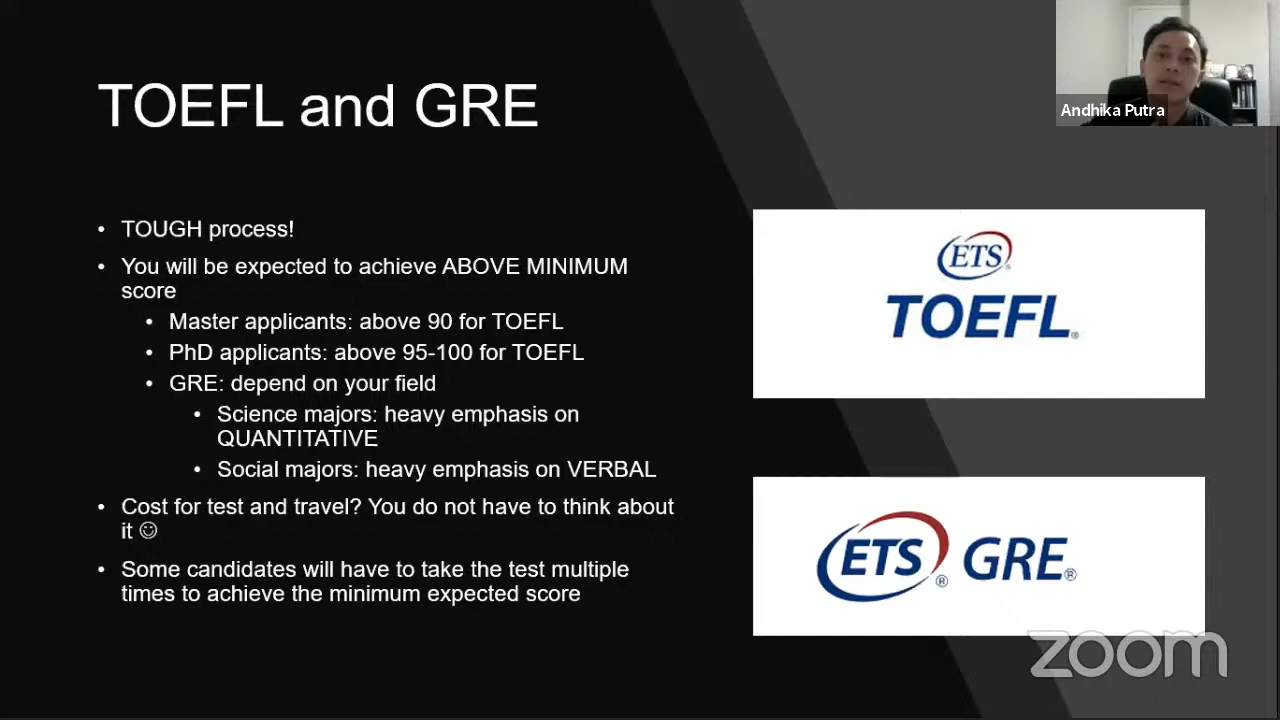 TOEFL and GRE
Andhika Putra
• TOUGH process!
• You will be expected to achieve ABOVE MINIMUM
score
• Master applicants: above 90 for TOEFL
• PhD applicants: above 95-100 for TOEFL
• GRE: depend on your field
• Science majors: heavy emphasis on
QUANTITATIVE
• Social majors: heavy emphasis on VERBAL
• Cost for test and travel? You do not have to think about
it ☺
• Some candidates will have to take the test multiple
times to achieve the minimum expected score
ETS®
TOEFL®
ETS® GRE®
zoom